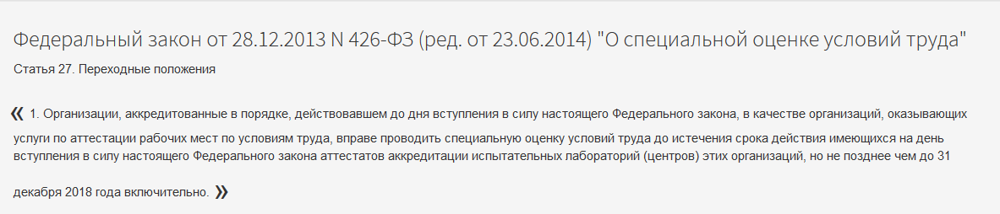 Федеральный закон от 28.12.2013 N 426-ФЗ (ред. от 23.06.2014) "О специальной оценке условий труда"
Статья 27. Переходные положения
« 1. Организации, аккредитованные в порядке, действовавшем до дня вступления в силу настоящего Федерального закона, в качестве организаций, оказывающих
услуги по аттестации рабочих мест по условиям труда, вправе проводить специальную оценку условий труда до истечения срока действия имеющихся на день
вступления в силу настоящего Федерального закона аттестатов аккредитации испытательных лабораторий (центров) этих организаций, но не позднее чем до 31
декабря 2018 года включительно. »